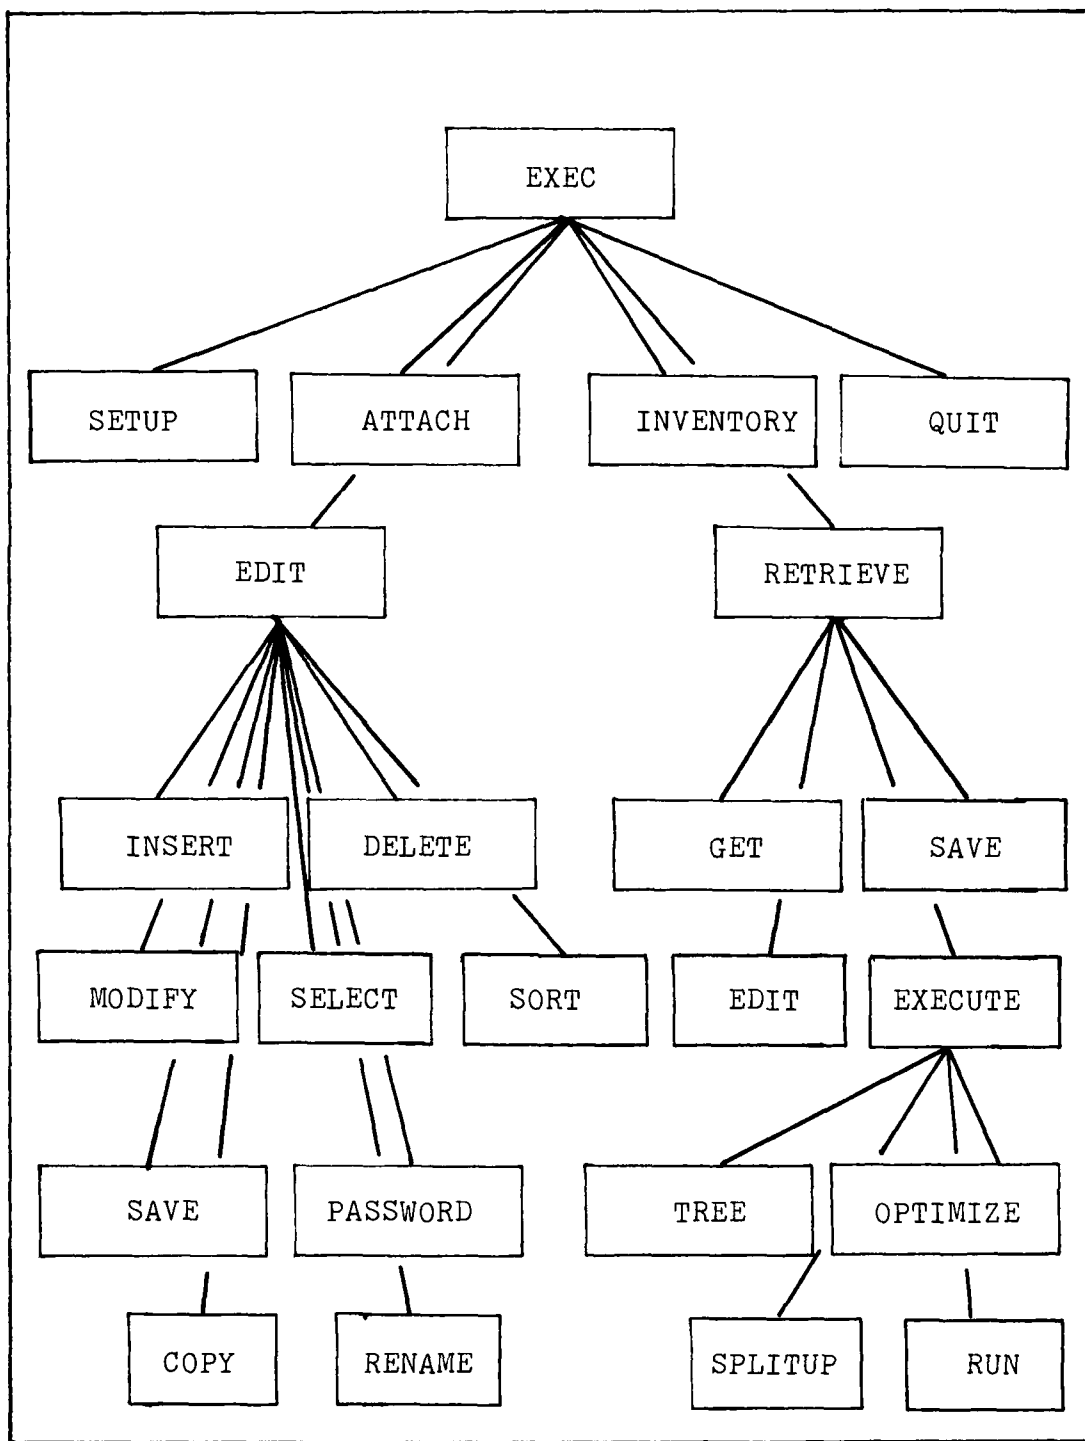 EXEC
SETUP
ATTACH
INVENTORY
QUIT
EDIT
RETRIEVE
INSERT
DELETE
GET
SAVE
MODIFY
SELECT
SORT
EDIT
EXECUTE
SAVE
PASSWORD
TREE
OPTIMIZE
COPY
RENAME
SPLITUP
RUN